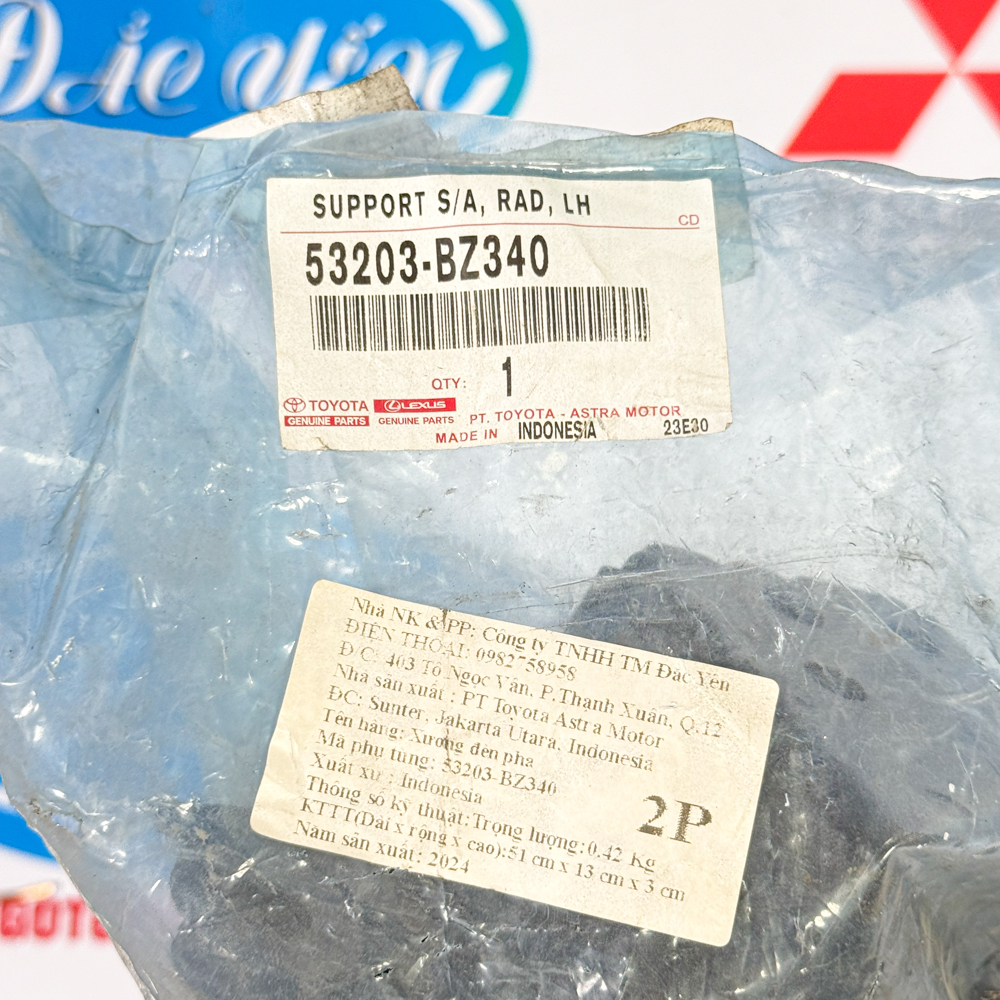 Đắc Yến
SUPPORT S/A, RAD, LH
CD
53203-BZ340
QTY: 1
TOYOTA LEXUS
GENUINE PARTS GENUINE PARTS PT. TOYOTA - ASTRA MOTOR
MADE IN INDONESIA 23E30
Nhà NK & PP: Công ty TNHH TM Đắc Yến
ĐIỆN THOẠI: 0982758958
Đ/C: 403 Tô Ngọc Vân, P.Thạnh Xuân, Q.12
Nhà sản xuất : PT Toyota Astra Motor
ĐC: Sunter, Jakarta Utara, Indonesia
Tên hàng: Xương đèn pha
Mã phụ tùng: 53203-BZ340
Xuất xứ : Indonesia
Thông số kỹ thuật:Trọng lượng:0.42 Kg
KTTT(Dài x rộng x cao):51 cm x 13 cm x 3 cm
Năm sản xuất: 2024
2P